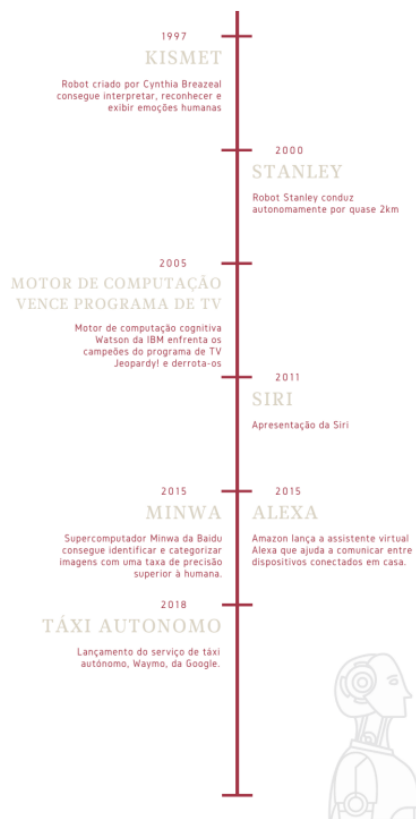 1997
KISMET
Robot criado por Cynthia Breazeal
consegue interpretar, reconhecer e
exibir emoções humanas
2000
STANLEY
Robot Stanley conduz
autonomamente por quase 2km
2005
MOTOR DE COMPUTAÇÃO
VENCE PROGRAMA DE TV
Motor de computação cognitiva
Watson da IBM enfrenta os
campeões do programa de TV
Jeopardy! e derrota-os
2011
SIRI
Apresentação da Siri
2015
MINWA
Supercomputador Minwa da Baidu
consegue identificar e categorizar
imagens com uma taxa de precisão
superior à humana.
2015
ALEXA
Amazon lança a assistente virtual
Alexa que ajuda a comunicar entre
dispositivos conectados em casa.
2018
TÁXI AUTONOMO
Lançamento do serviço de táxi
autónomo, Waymo, da Google.